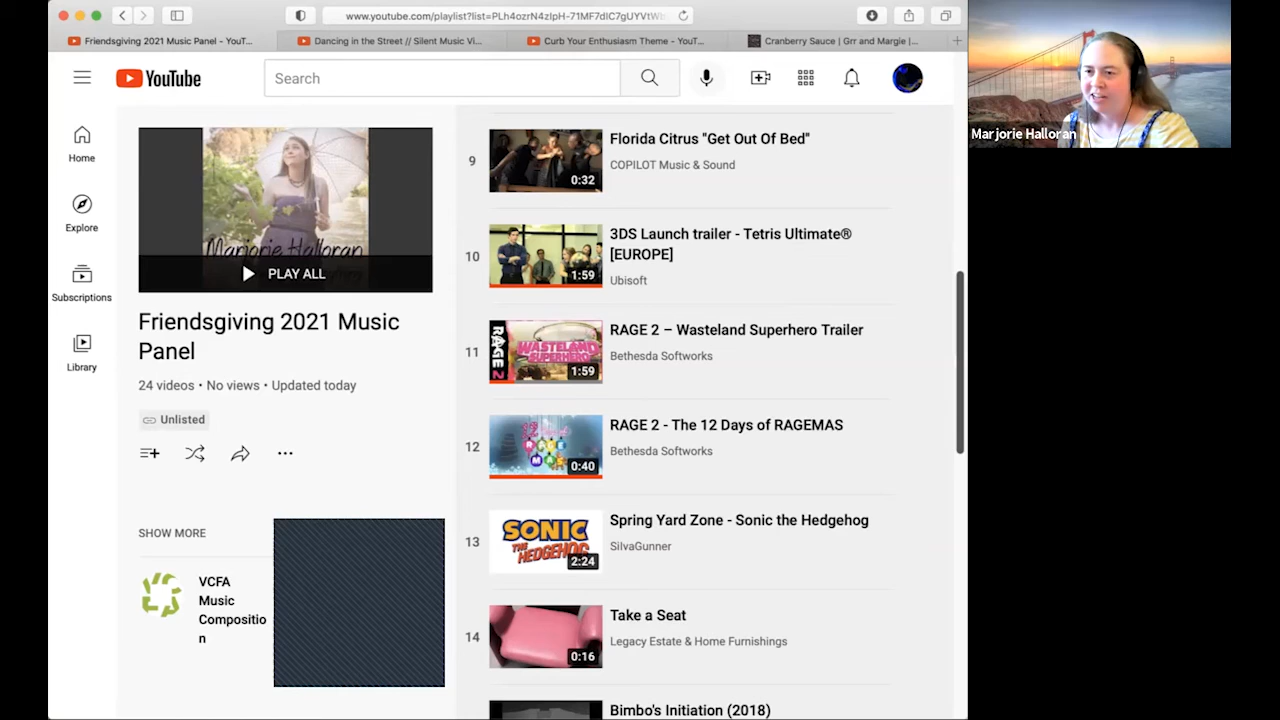 www.youtube.com/playlist?list=PLh4ozrN4zIpH-71MF7dIC7gUYVtW
Friendsgiving 2021 Music Panel - YouT...
Dancing in the Street // Silent Music Vi...
Curb Your Enthusiasm Theme - YouT...
Cranberry Sauce | Grr and Margie |...
YouTube
Search
Home
Explore
Subscriptions
Library
Marjorie Halloran
PLAY ALL
Friendsgiving 2021 Music
Panel
24 videos • No views • Updated today
Unlisted
SHOW MORE
VCFA
Music
Compositio
n
9
0:32
Florida Citrus "Get Out Of Bed"
COPILOT Music & Sound
10
1:59
3DS Launch trailer - Tetris Ultimate®
[EUROPE]
Ubisoft
11
RAGE 2
WASTELAND
SUPERHERO
1:59
RAGE 2 – Wasteland Superhero Trailer
Bethesda Softworks
12
0:40
RAGE 2 - The 12 Days of RAGEMAS
Bethesda Softworks
13
SONIC
THE HEDGEHOG
2:24
Spring Yard Zone - Sonic the Hedgehog
SilvaGunner
14
0:16
Take a Seat
Legacy Estate & Home Furnishings
Bimbo's Initiation (2018)
Marjorie Halloran